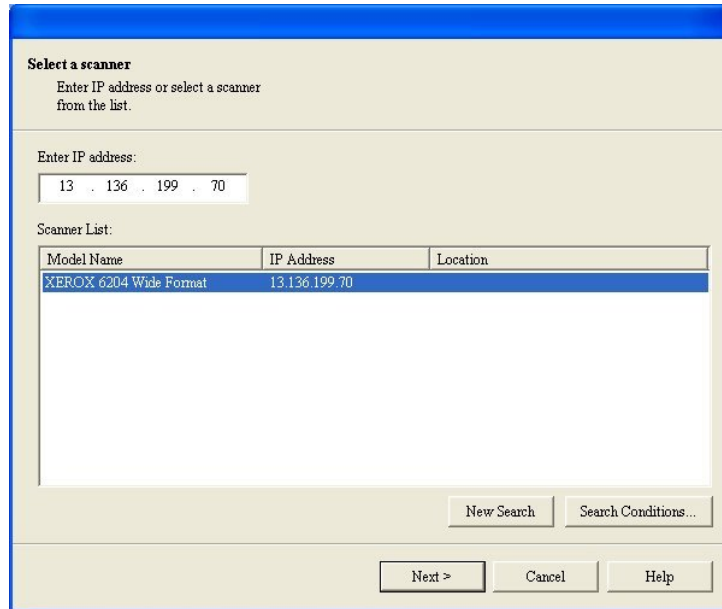 Select a scanner
Enter IP address or select a scanner
from the list.
Enter IP address:
13 . 136 . 199 . 70
Scanner List:
Model Name IP Address Location
XEROX 6204 Wide Format 13.136.199.70
New Search Search Conditions...
Next > Cancel Help